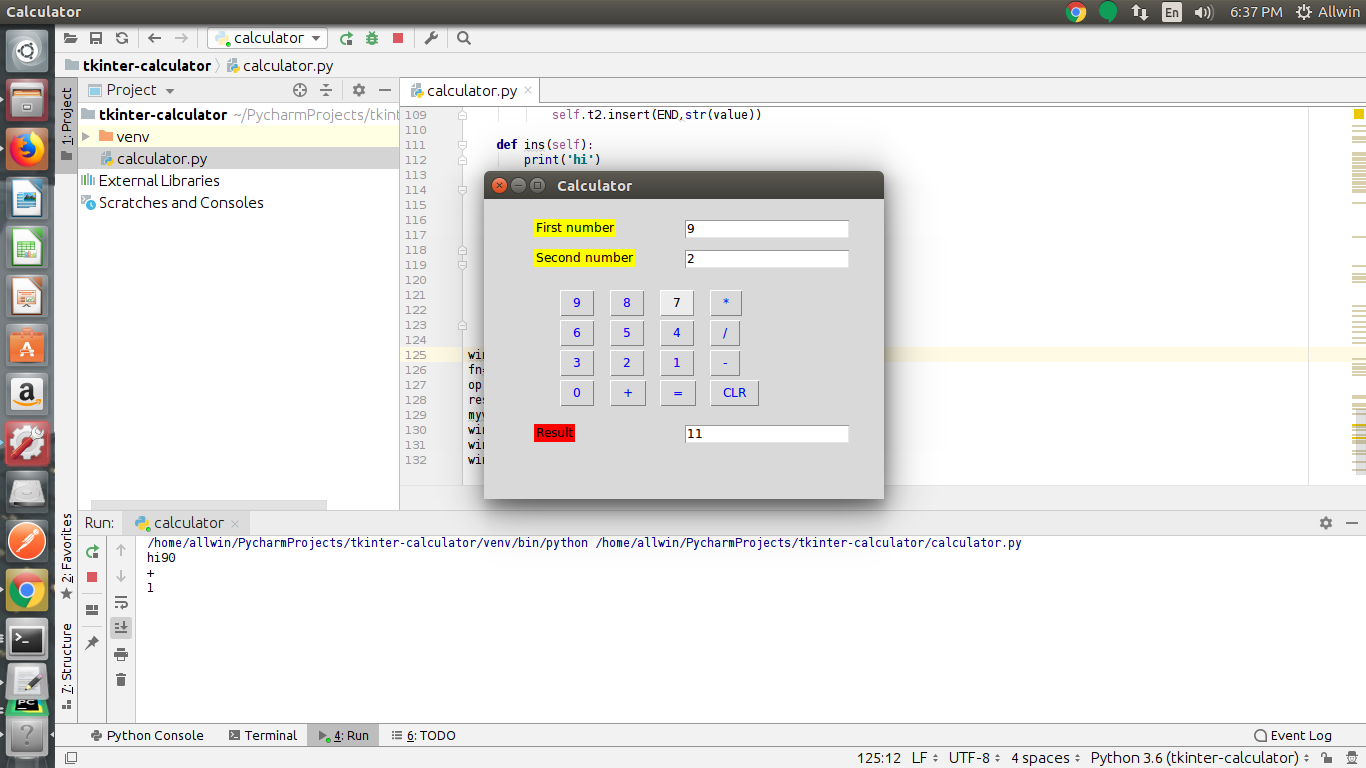 Calculator
En
6:37 PM
Allwin
calculator
tkinter-calculator
calculator.py
1: Project
Project
calculator.py
tkinter-calculator ~/PycharmProjects/tkint
venv
calculator.py
External Libraries
Scratches and Consoles
109 self.t2.insert(END,str(value))
110
111 def ins(self):
112 print('hi')
113
114
115
116
117
118
119
120
121
122
123
124
125 win
126 fn=
127 op
128 res
129 myw
130 win
131 win
132 win
Calculator
First number
9
Second number
2
9 8 7 *
6 5 4 /
3 2 1 -
0 + = CLR
Result
11
Run:
calculator
/home/allwin/PycharmProjects/tkinter-calculator/venv/bin/python /home/allwin/PycharmProjects/tkinter-calculator/calculator.py
hi90
+
l
2: Favorites
7: Structure
PC
Python Console
Terminal
4: Run
6: TODO
Event Log
125:12
LF
UTF-8
4 spaces
Python 3.6 (tkinter-calculator)